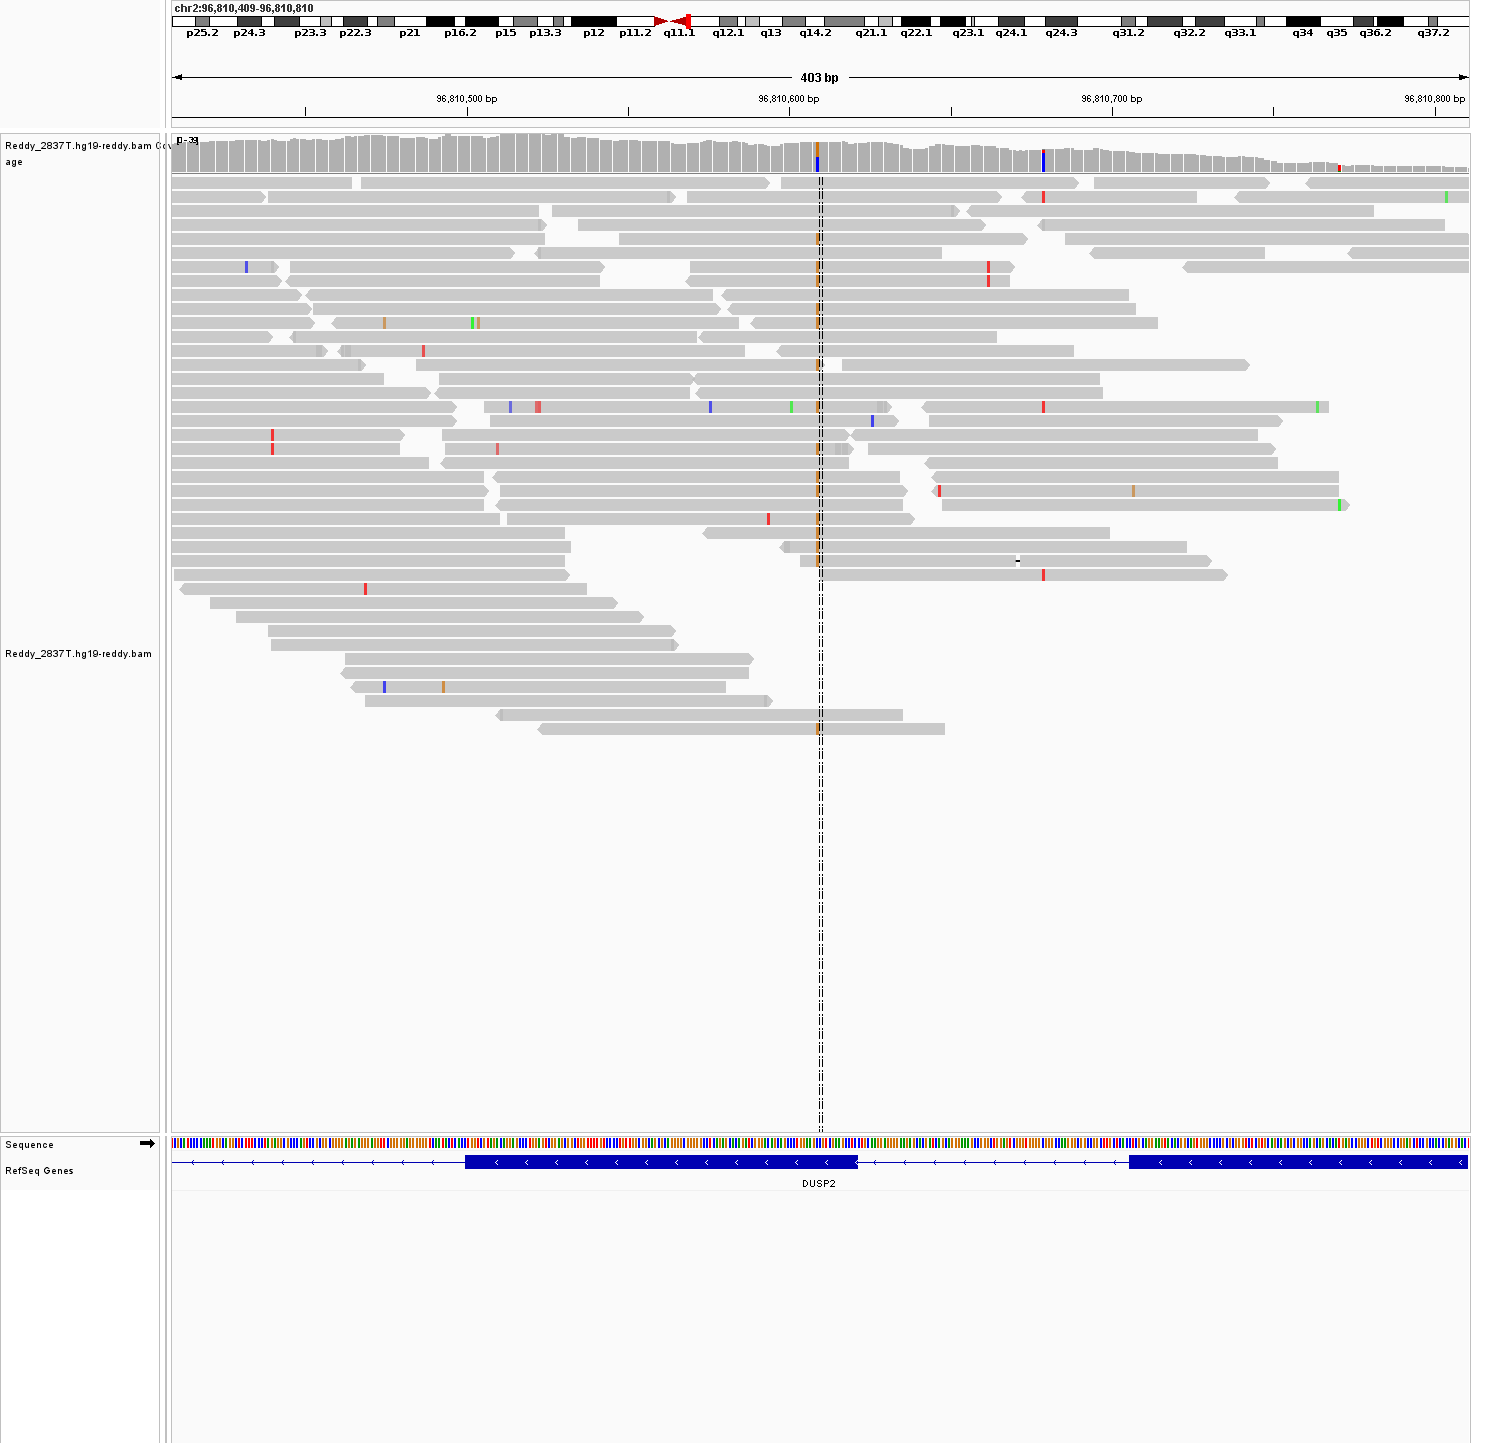 chr2:96,810,409-96,810,810
p25.2 p24.3 p23.3 p22.3 p21 p16.2 p15 p13.3 p12 p11.2 q11.1 q12.1 q13 q14.2 q21.1 q22.1 q23.1 q24.1 q24.3 q31.2 q32.2 q33.1 q34 q35 q36.2 q37.2
403 bp
96,810,500 bp 96,810,600 bp 96,810,700 bp 96,810,800 bp
Reddy_2837T.hg19-reddy.bam Cov
age
Reddy_2837T.hg19-reddy.bam
Sequence
RefSeq Genes
DUSP2